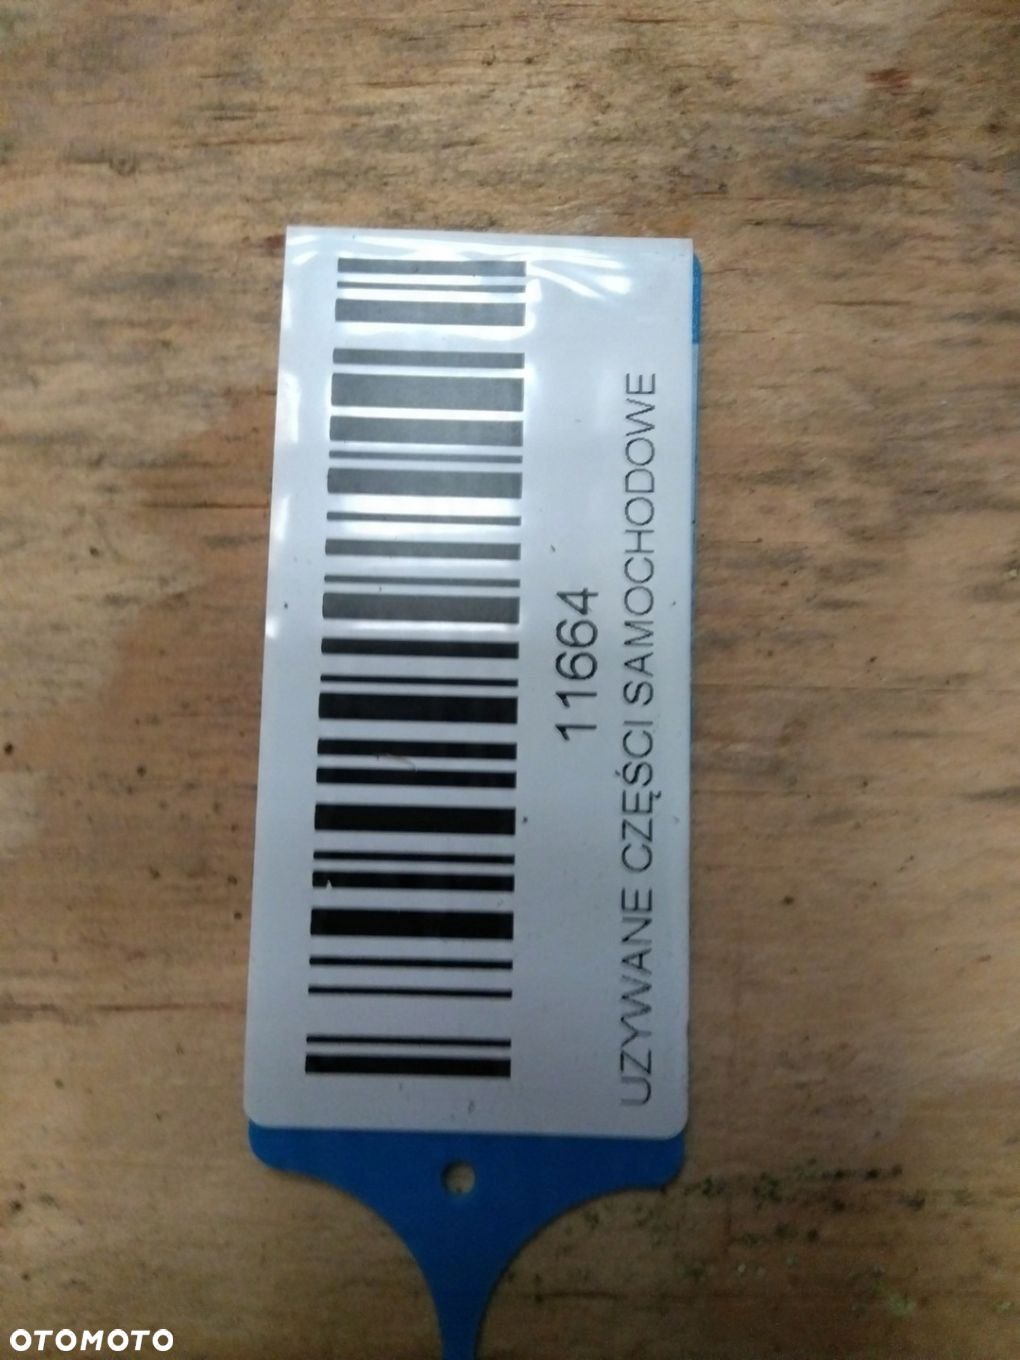 11664
UZYWANE CZĘŚCI SAMOCHODOWE
OTOMOTO